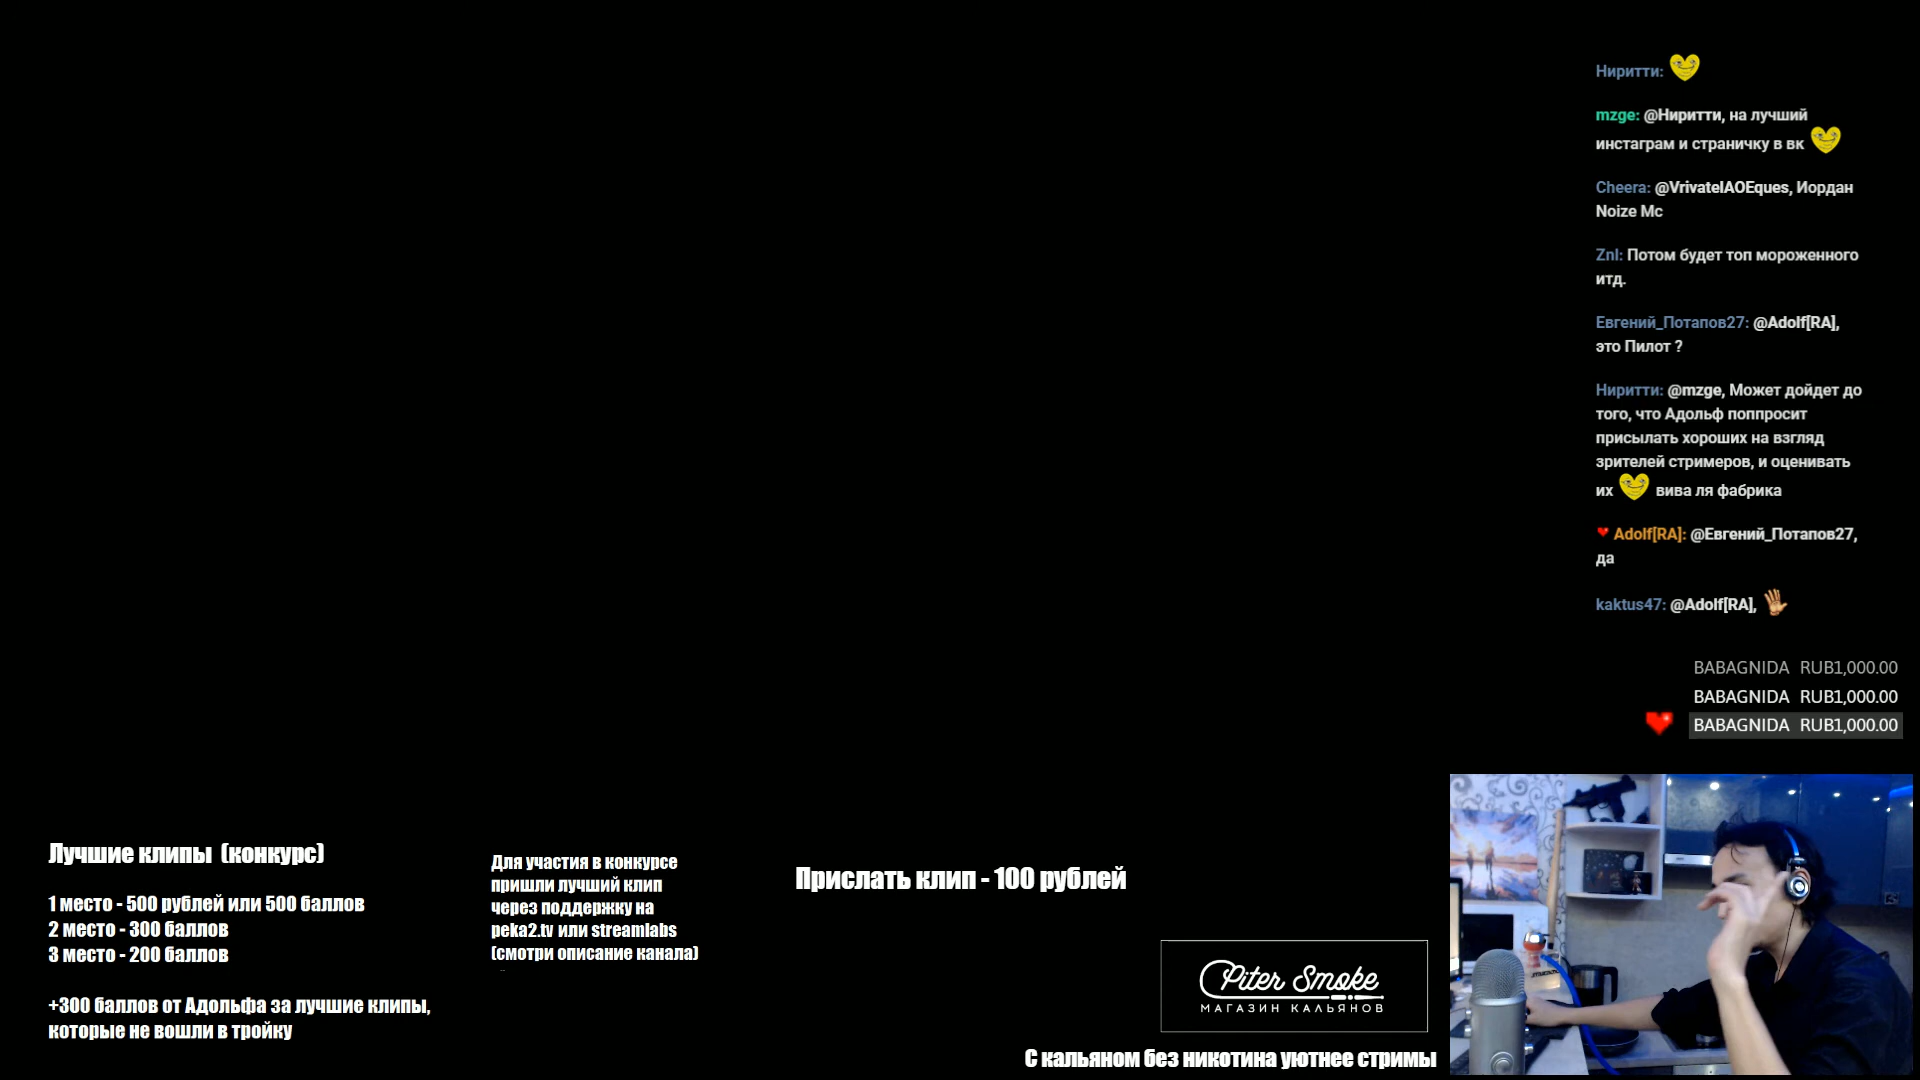 Ниритти:
mzge: @Ниритти, на лучший
инстаграм и страничку в вк
Cheera: @VrivatelAOEques, Иордан
Noize Mc
Znl: Потом будет топ мороженного
итд.
Евгений_Потапов27: @Adolf[RA],
это Пилот ?
Ниритти: @mzge, Может дойдет до
того, что Адольф поппросит
присылать хороших на взгляд
зрителей стримеров, и оценивать
их вива ля фабрика
Adolf[RA]: @Евгений_Потапов27,
да
kaktus47: @Adolf[RA],
BABAGNIDA RUB1,000.00
BABAGNIDA RUB1,000.00
BABAGNIDA RUB1,000.00
Лучшие клипы (конкурс)
1 место - 500 рублей или 500 баллов
2 место - 300 баллов
3 место - 200 баллов
+300 баллов от Адольфа за лучшие клипы,
которые не вошли в тройку
Для участия в конкурсе
пришли лучший клип
через поддержку на
peka2.tv или streamlabs
(смотри описание канала)
Прислать клип - 100 рублей
Piter Smoke
МАГАЗИН КАЛЬЯНОВ
С кальяном без никотина уютнее стримы